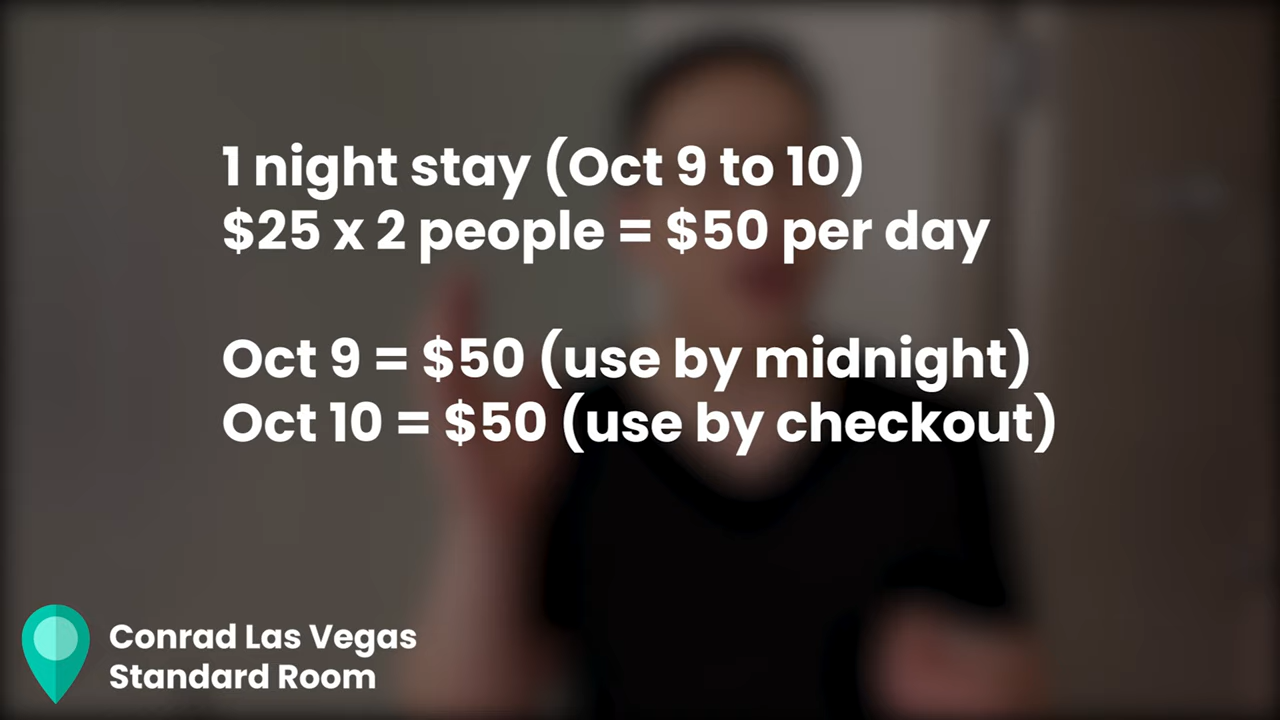 1 night stay (Oct 9 to 10)
$25 x 2 people = $50 per day
Oct 9 = $50 (use by midnight)
Oct 10 = $50 (use by checkout)
Conrad Las Vegas
Standard Room